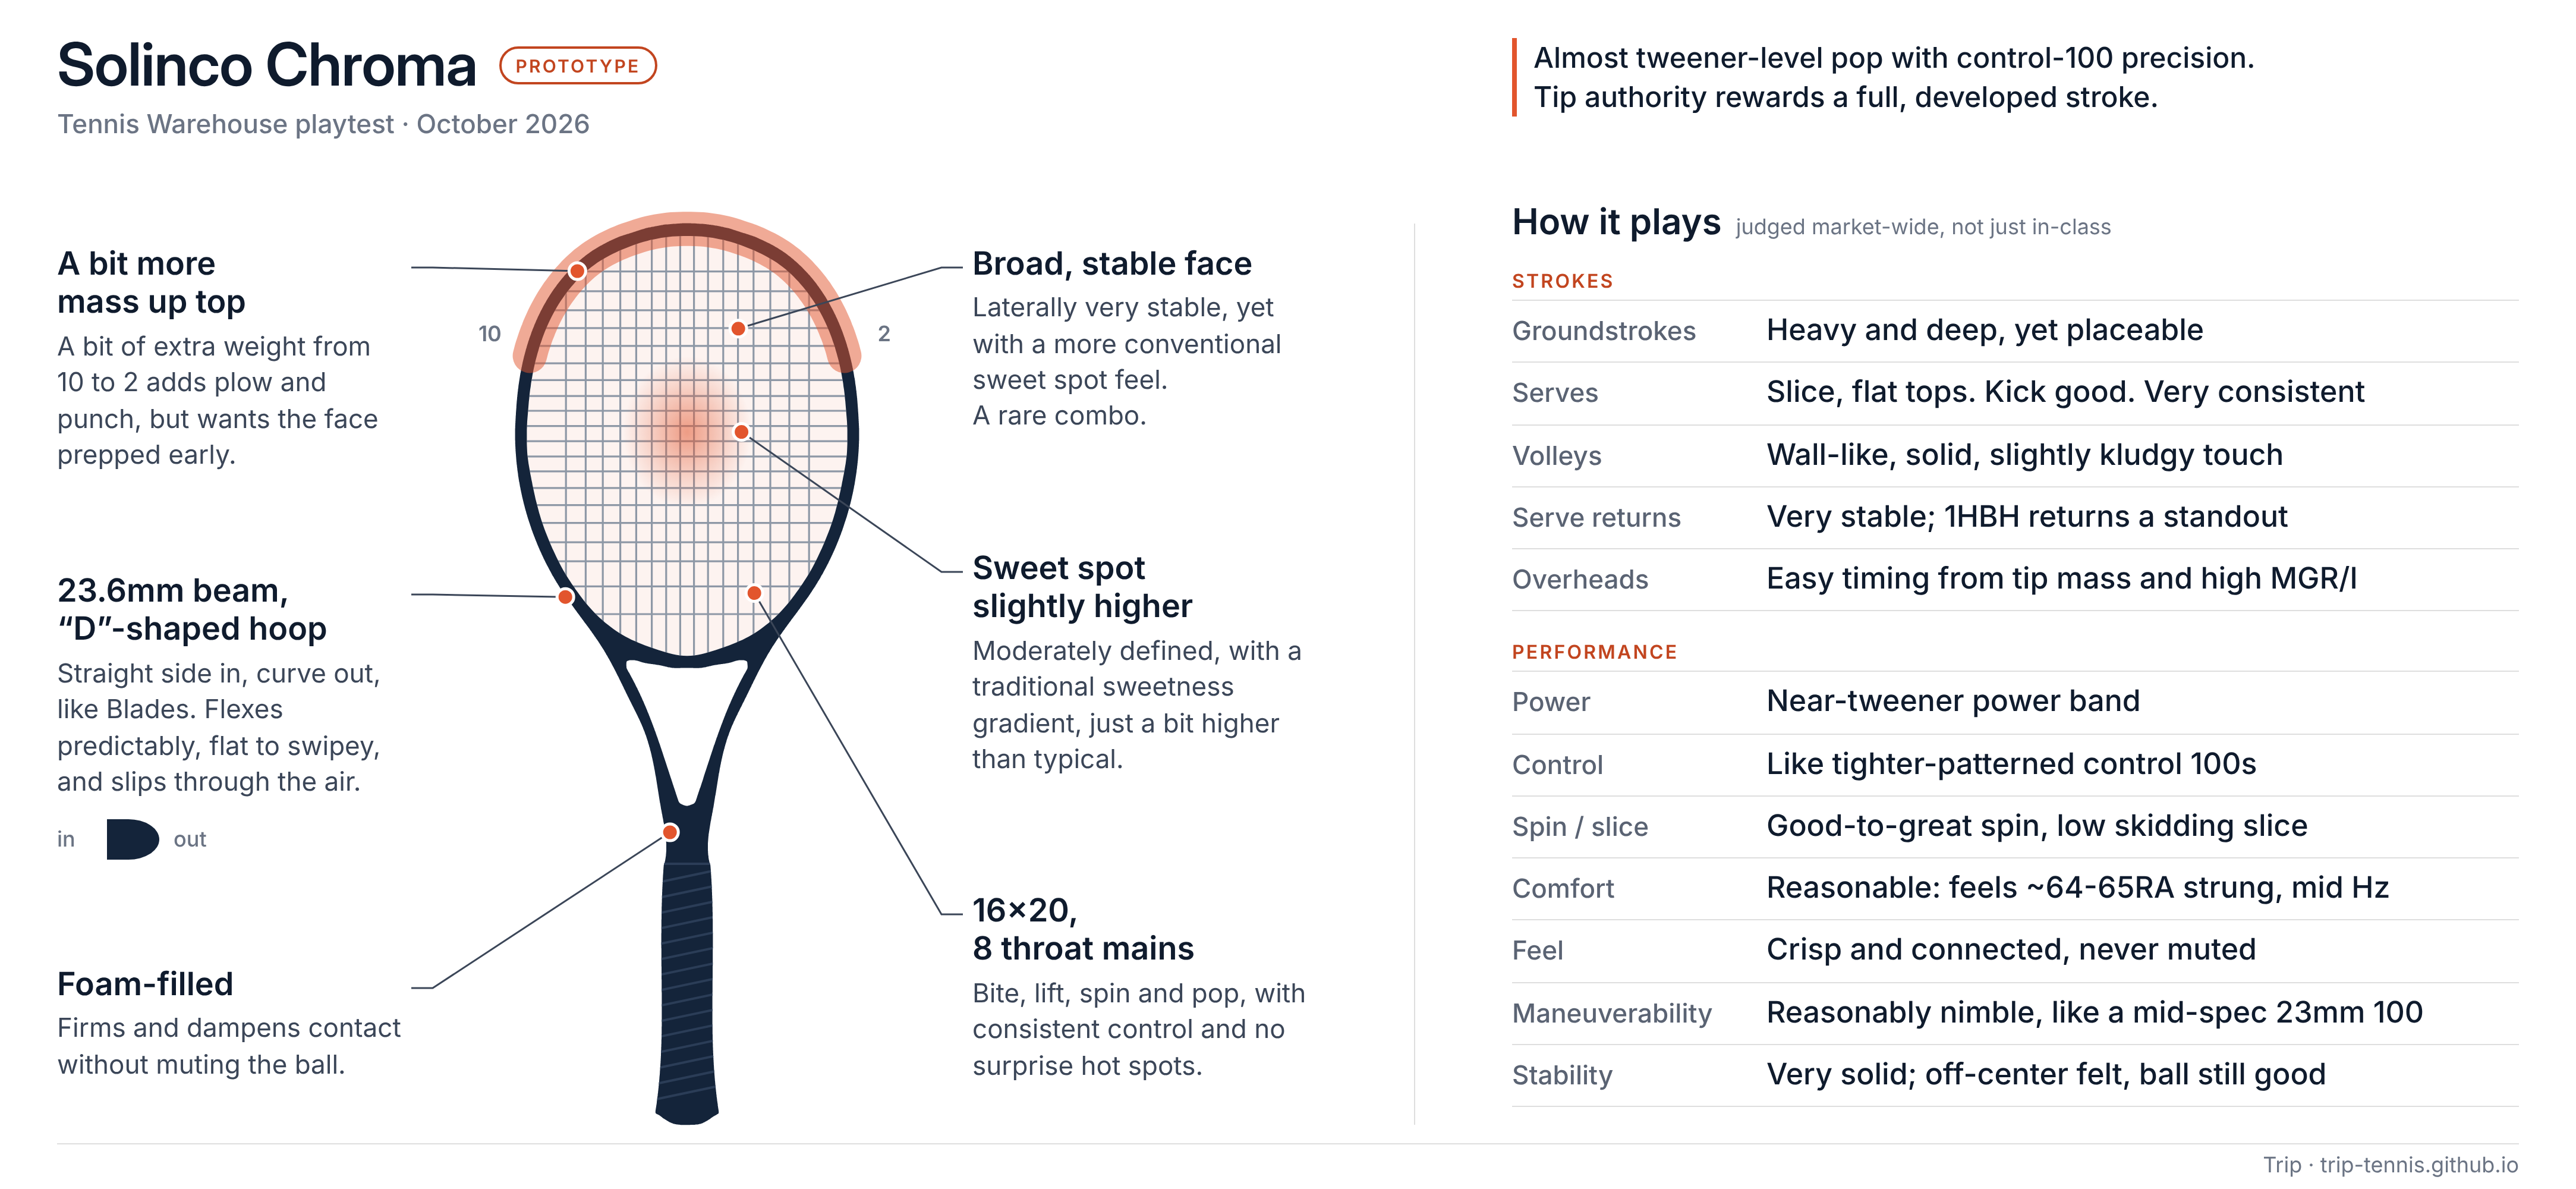 Solinco Chroma
PROTOTYPE
Tennis Warehouse playtest · October 2026
Almost tweener-level pop with control-100 precision.
Tip authority rewards a full, developed stroke.
A bit more
mass up top
A bit of extra weight from
10 to 2 adds plow and
punch, but wants the face
prepped early.
23.6mm beam,
“D”-shaped hoop
Straight side in, curve out,
like Blades. Flexes
predictably, flat to swipey,
and slips through the air.
in
out
Foam-filled
Firms and dampens contact
without muting the ball.
10
2
Broad, stable face
Laterally very stable, yet
with a more conventional
sweet spot feel.
A rare combo.
Sweet spot
slightly higher
Moderately defined, with a
traditional sweetness
gradient, just a bit higher
than typical.
16×20,
8 throat mains
Bite, lift, spin and pop, with
consistent control and no
surprise hot spots.
How it plays judged market-wide, not just in-class
STROKES
Groundstrokes Heavy and deep, yet placeable
Serves Slice, flat tops. Kick good. Very consistent
Volleys Wall-like, solid, slightly kludgy touch
Serve returns Very stable; 1HBH returns a standout
Overheads Easy timing from tip mass and high MGR/I
PERFORMANCE
Power Near-tweener power band
Control Like tighter-patterned control 100s
Spin / slice Good-to-great spin, low skidding slice
Comfort Reasonable: feels ~64-65RA strung, mid Hz
Feel Crisp and connected, never muted
Maneuverability Reasonably nimble, like a mid-spec 23mm 100
Stability Very solid; off-center felt, ball still good
Trip · trip-tennis.github.io